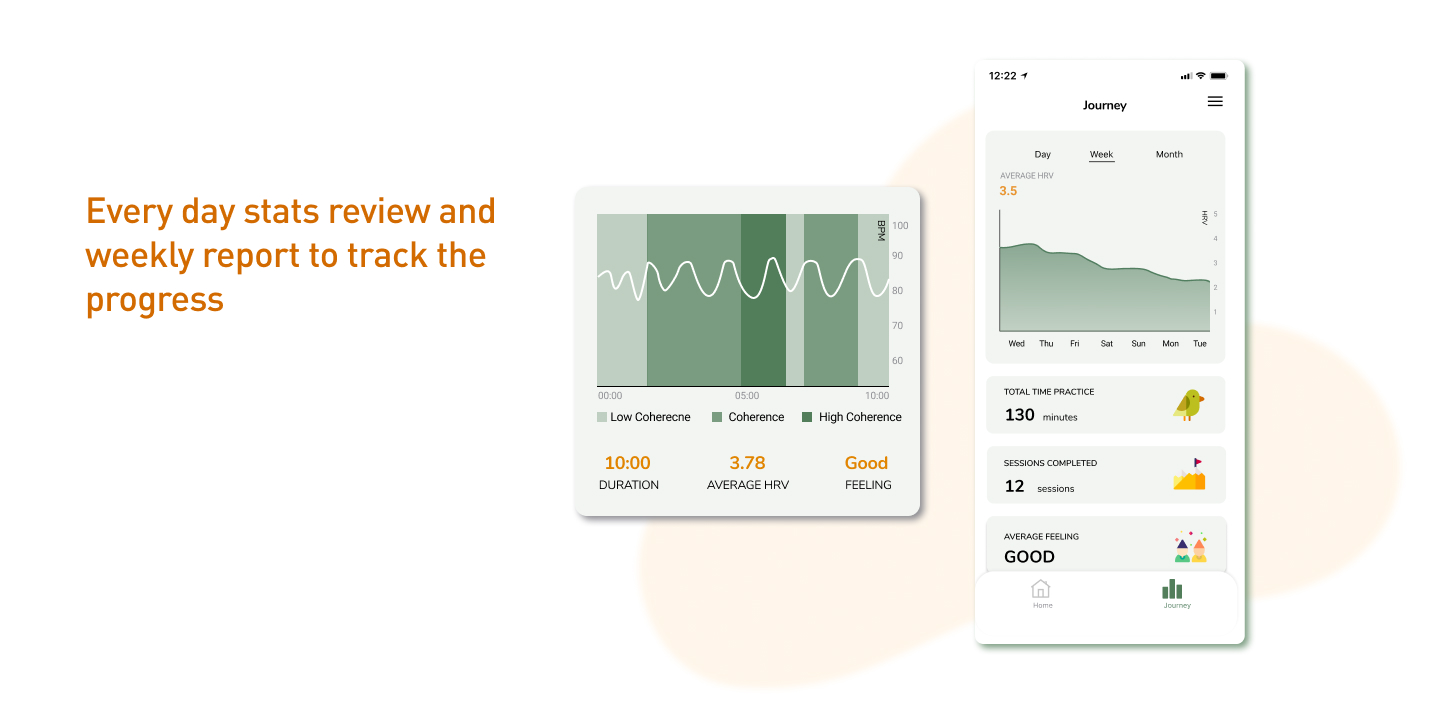 Every day stats review and
weekly report to track the
progress
BPM
100
90
80
70
60
00:00 05:00 10:00
Low Coherecne Coherence High Coherence
10:00 3.78 Good
DURATION AVERAGE HRV FEELING
12:22
Journey
Day Week Month
AVERAGE HRV
3.5
HRV
5
4
3
2
1
Wed Thu Fri Sat Sun Mon Tue
TOTAL TIME PRACTICE
130 minutes
SESSIONS COMPLETED
12 sessions
AVERAGE FEELING
GOOD
Home Journey